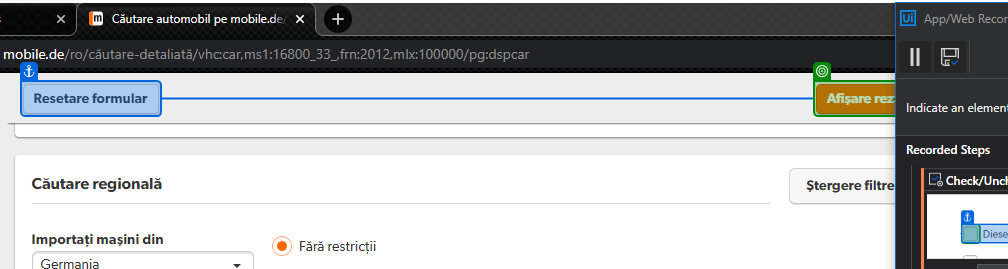 Căutare automobil pe mobile.de/
App/Web Recor
mobile.de/ro/căutare-detaliată/vhc:car,ms1:16800_33_,frn:2012,mlx:100000/pg:dspcar
Resetare formular
Afișare rez
Indicate an element
Recorded Steps
Căutare regională
Ștergere filtre
Check/Unch
Importați mașini din
Fără restricții
Diese
Germania